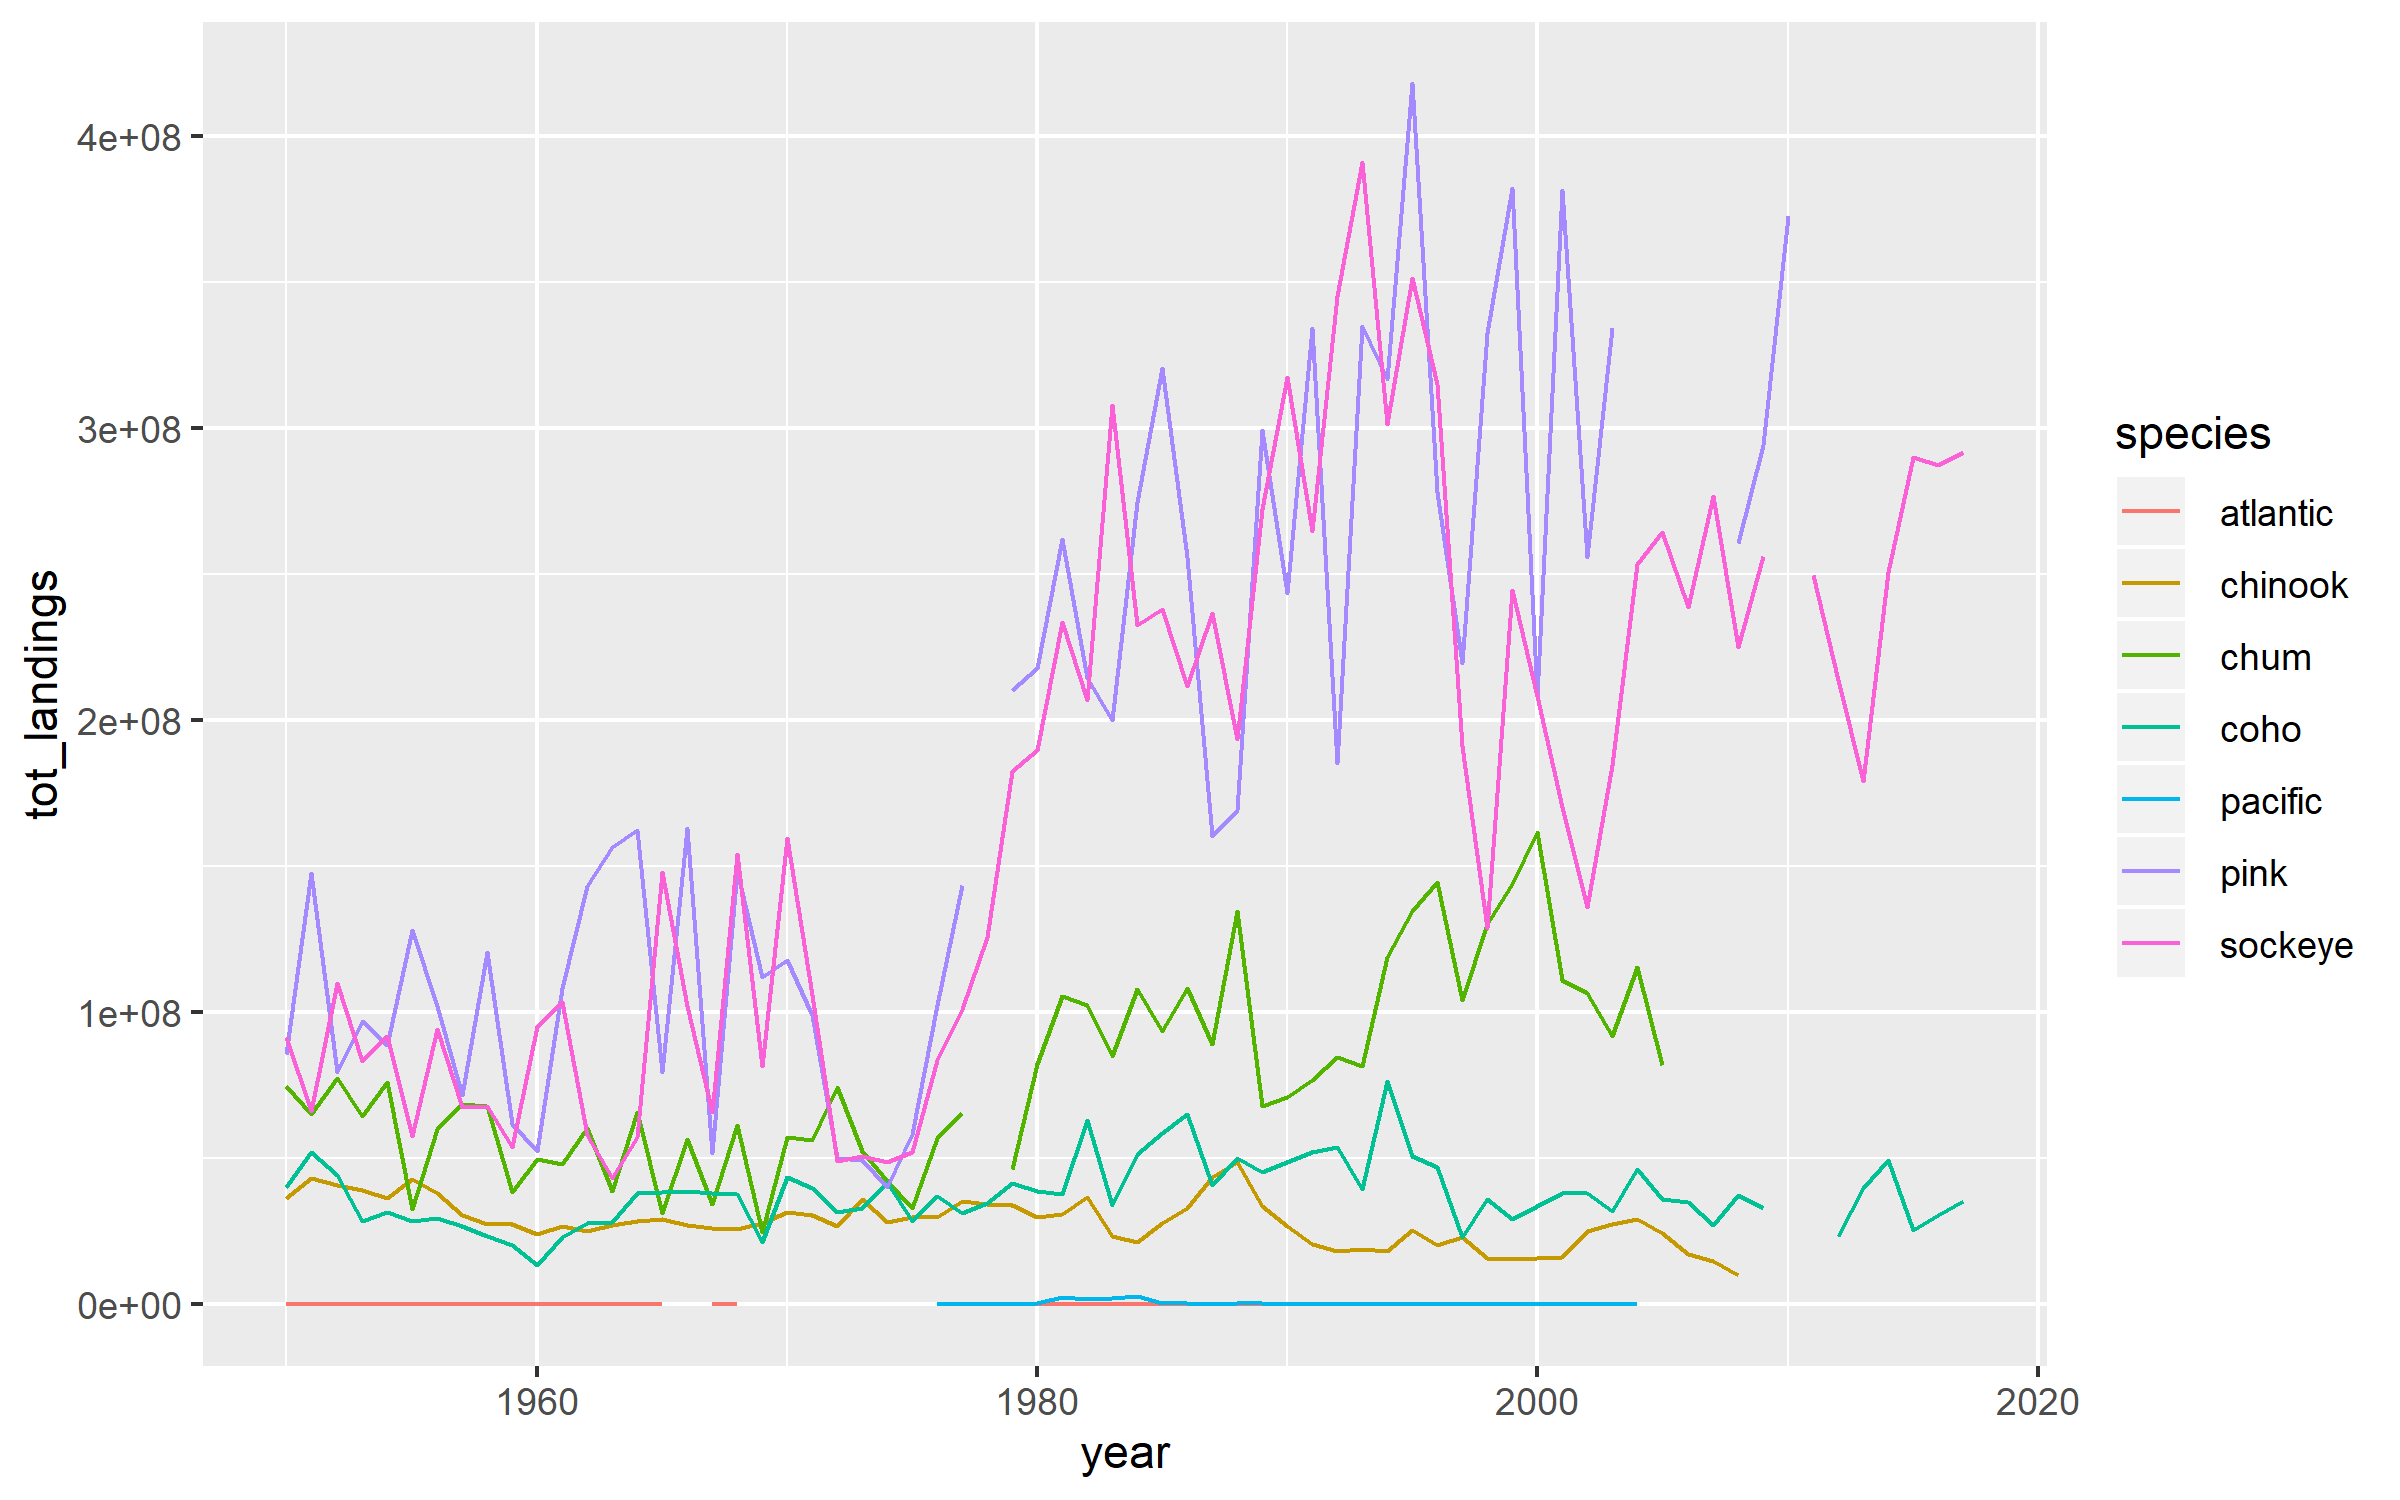 tot_landings
4e+08
3e+08
2e+08
1e+08
0e+00
1960
1980
2000
2020
year
species
atlantic
chinook
chum
coho
pacific
pink
sockeye